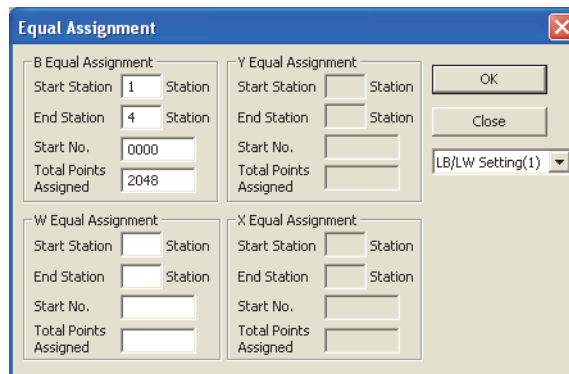 Equal Assignment
B Equal Assignment
Start Station 1 Station
End Station 4 Station
Start No. 0000
Total Points
Assigned 2048
Y Equal Assignment
Start Station Station
End Station Station
Start No.
Total Points
Assigned
OK
Close
LB/LW Setting(1)
W Equal Assignment
Start Station Station
End Station Station
Start No.
Total Points
Assigned
X Equal Assignment
Start Station Station
End Station Station
Start No.
Total Points
Assigned